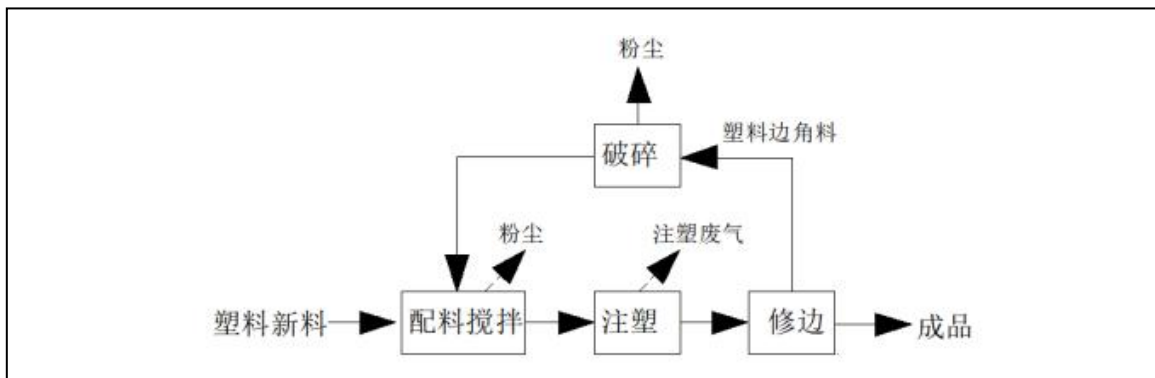 粉尘
塑料边角料
破碎
粉尘
注塑废气
塑料新料
配料搅拌
注塑
修边
成品